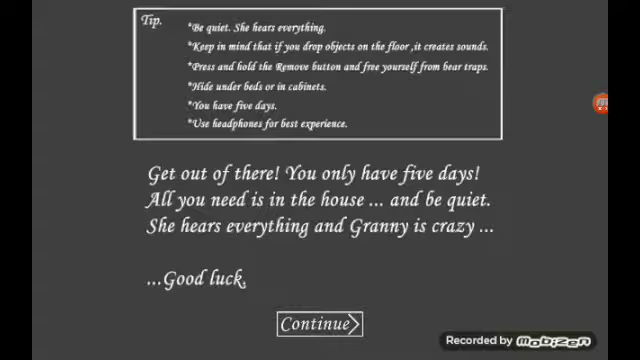 Tip.
*Be quiet. She hears everything.
*Keep in mind that if you drop objects on the floor ,it creates sounds.
*Press and hold the Remove button and free yourself from bear traps.
*Hide under beds or in cabinets.
*You have five days.
*Use headphones for best experience.
Get out of there! You only have five days!
All you need is in the house ... and be quiet.
She hears everything and Granny is crazy ...
...Good luck.
Continue
Recorded by Mobizen